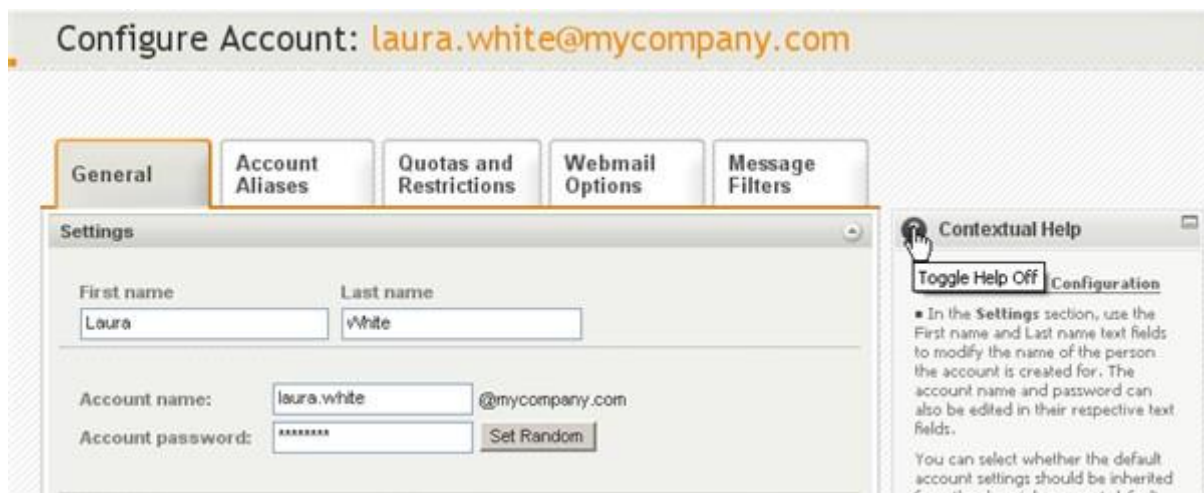 Configure Account: laura.white@mycompany.com
General
Account
Aliases
Quotas and
Restrictions
Webmail
Options
Message
Filters
Settings
First name
Last name
Laura
White
Account name:
laura.white
@mycompany.com
Account password:
********
Set Random
Contextual Help
Toggle Help Off
Configuration
▪ In the Settings section, use the
First name and Last name text fields
to modify the name of the person
the account is created for. The
account name and password can
also be edited in their respective text
fields.
You can select whether the default
account settings should be inherited